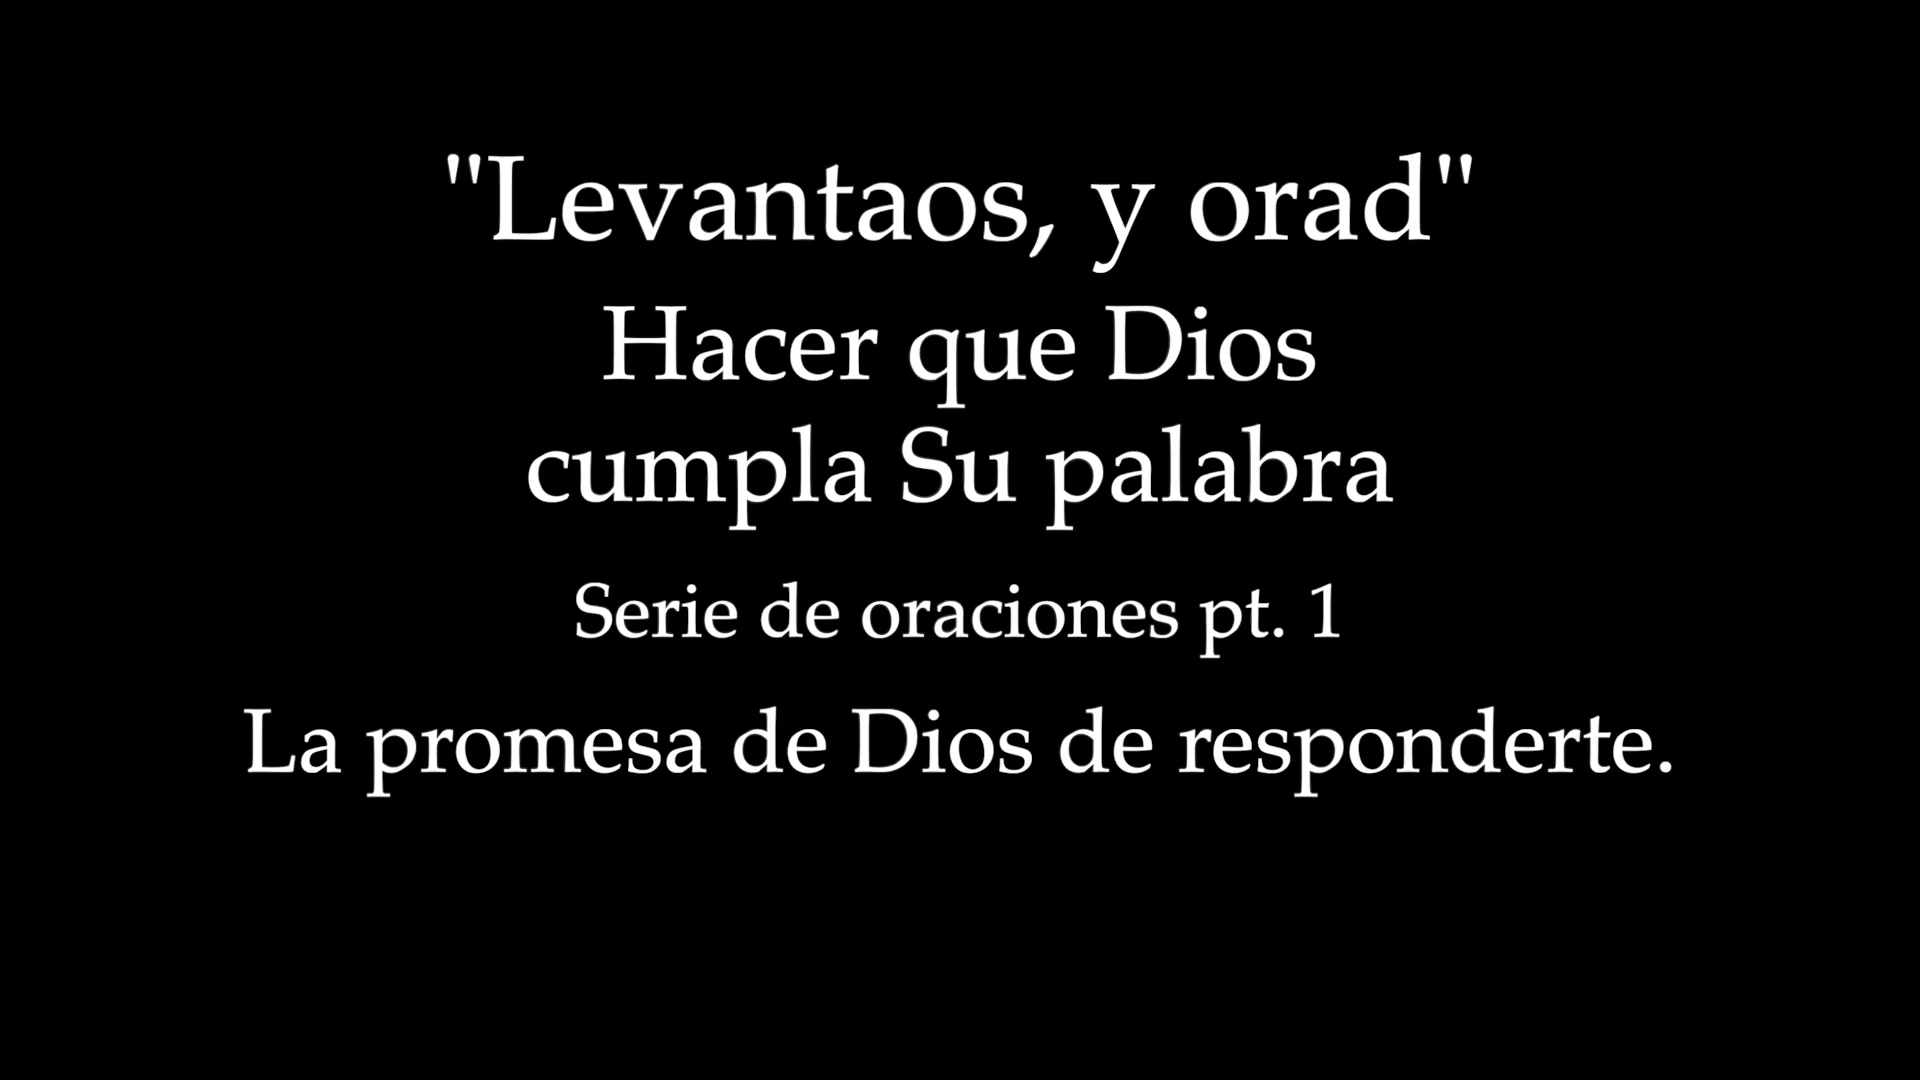 "Levantaos, y orad"
Hacer que Dios
cumpla Su palabra
Serie de oraciones pt. 1
La promesa de Dios de responderte.